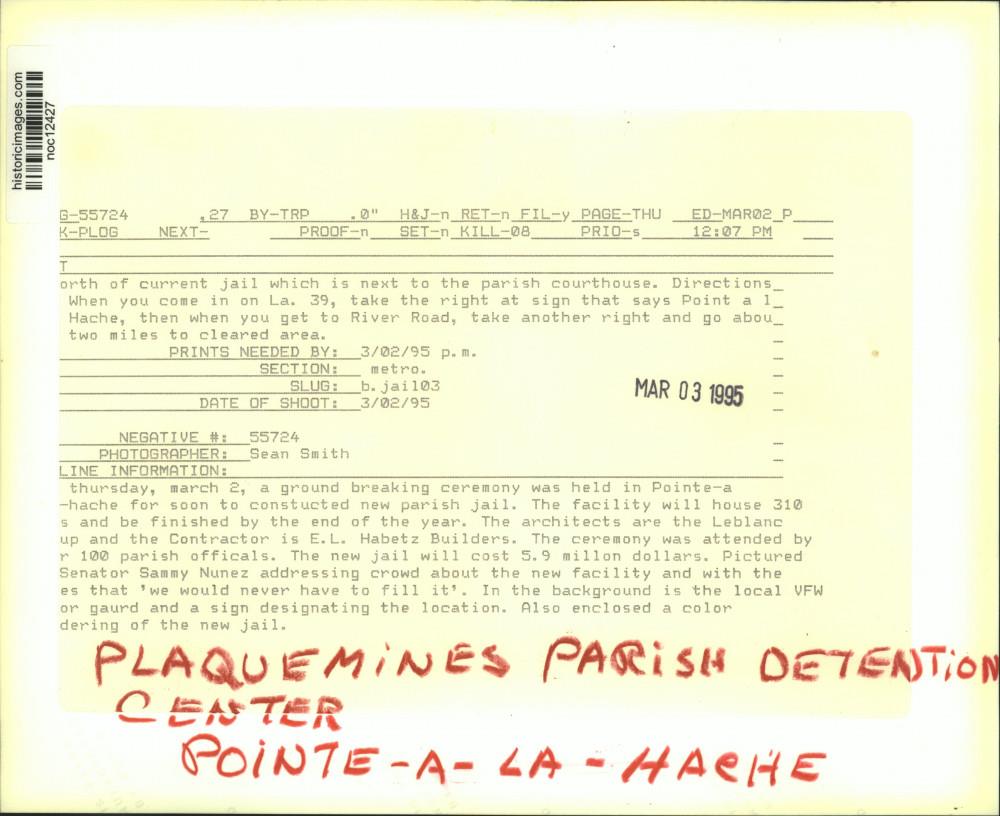 historicimages.com
noc12427
G-55724 .27 BY-TRP .0" H&J-n RET-n FIL-y PAGE-THU ED-MAR02 P
K-PLOG NEXT- PROOF-n SET-n KILL-08 PRIO-s 12:07 PM
T
orth of current jail which is next to the parish courthouse. Directions
When you come in on La. 39, take the right at sign that says Point a l
Hache, then when you get to River Road, take another right and go abou
two miles to cleared area.
PRINTS NEEDED BY: 3/02/95 p.m.
SECTION: metro.
SLUG: b.jail03
DATE OF SHOOT: 3/02/95
MAR 03 1995
NEGATIVE #: 55724
PHOTOGRAPHER: Sean Smith
LINE INFORMATION:
thursday, march 2, a ground breaking ceremony was held in Pointe-a
-hache for soon to constucted new parish jail. The facility will house 310
s and be finished by the end of the year. The architects are the Leblanc
up and the Contractor is E.L. Habetz Builders. The ceremony was attended by
r 100 parish officals. The new jail will cost 5.9 millon dollars. Pictured
Senator Sammy Nunez addressing crowd about the new facility and with the
es that 'we would never have to fill it'. In the background is the local VFW
or gaurd and a sign designating the location. Also enclosed a color
dering of the new jail.
PLAQUEMINES PARISH DETENTION
CENTER
POINTE-A-LA-HACHE